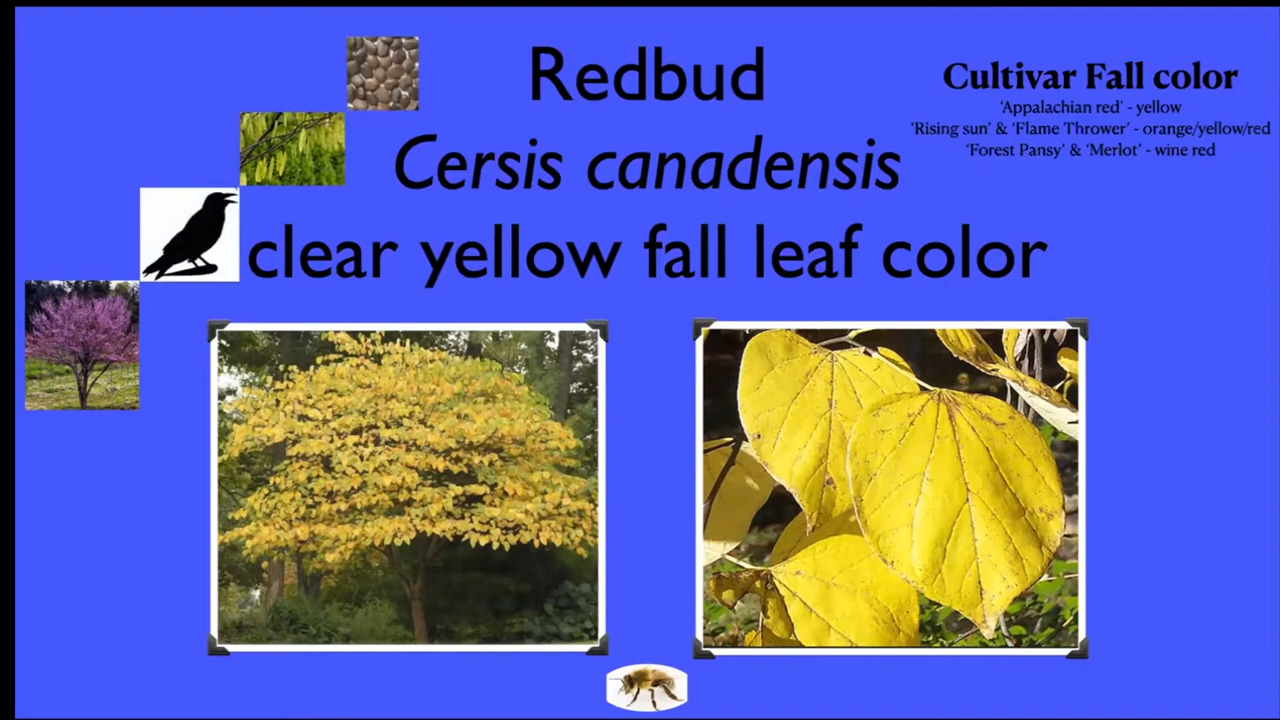 Redbud
Cersis canadensis
clear yellow fall leaf color
Cultivar Fall color
‘Appalachian red’ - yellow
‘Rising sun’ & ‘Flame Thrower’ - orange/yellow/red
‘Forest Pansy’ & ‘Merlot’ - wine red